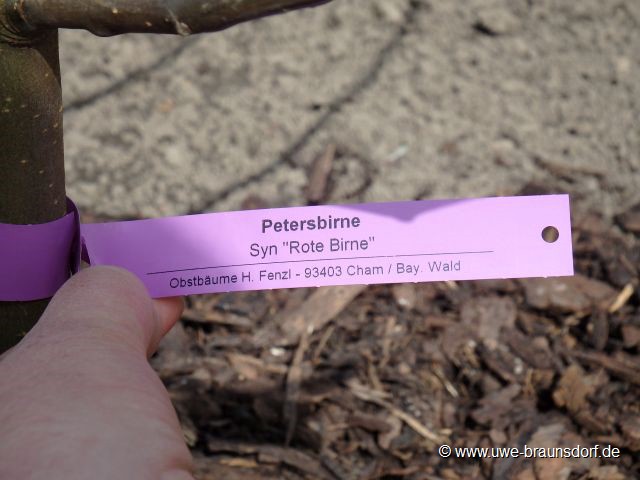 Petersbirne
Syn "Rote Birne"
Obstbäume H. Fenzl - 93403 Cham / Bay. Wald
© www.uwe-braunsdorf.de